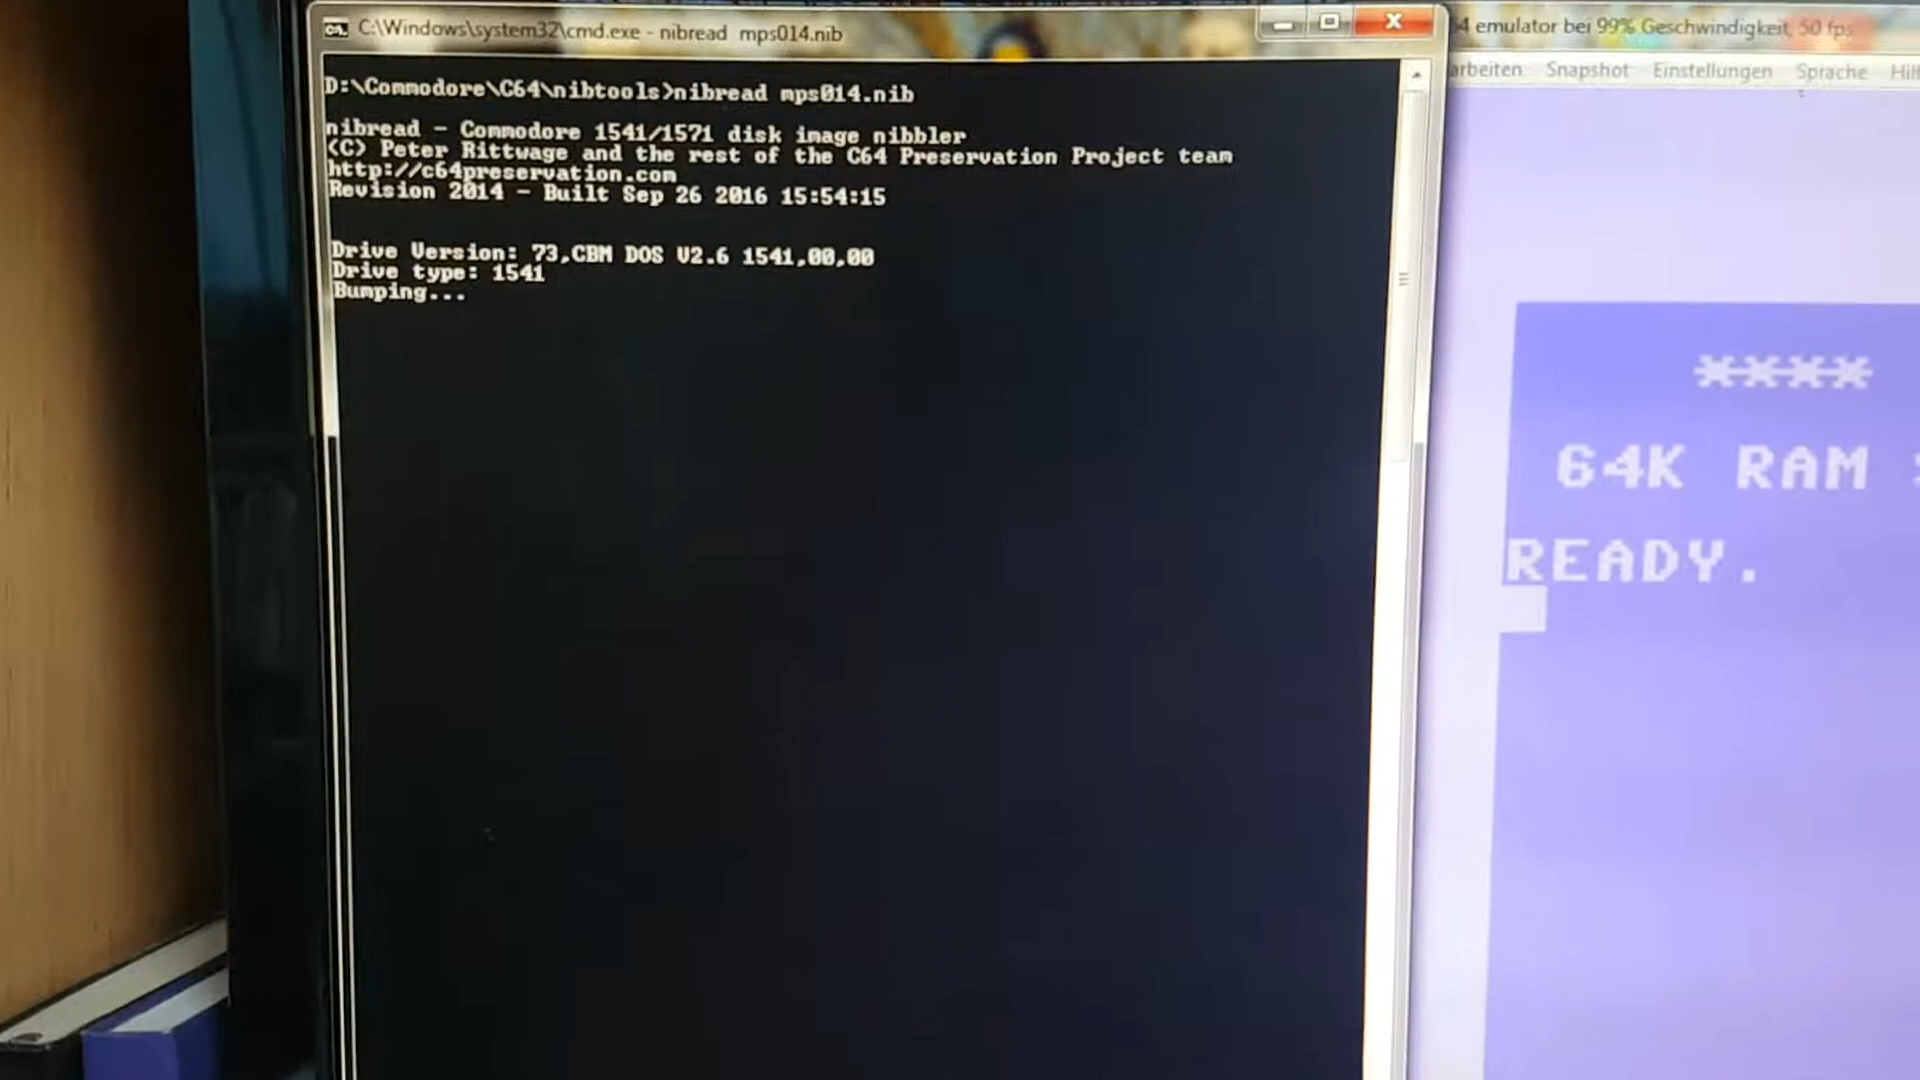 C:\Windows\system32\cmd.exe - nibread mps014.nib
D:\Commodore\C64\nibtools>nibread mps014.nib
nibread - Commodore 1541/1571 disk image nibbler
(C) Peter Rittwage and the rest of the C64 Preservation Project team
http://c64preservation.com
Revision 2014 - Built Sep 26 2016 15:54:15
Drive Version: 73,CBM DOS V2.6 1541,00,00
Drive type: 1541
Bumping...
4 emulator bei 99% Geschwindigkeit, 50 fps
arbeiten Snapshot Einstellungen Sprache Hilf
****
64K RAM
READY.